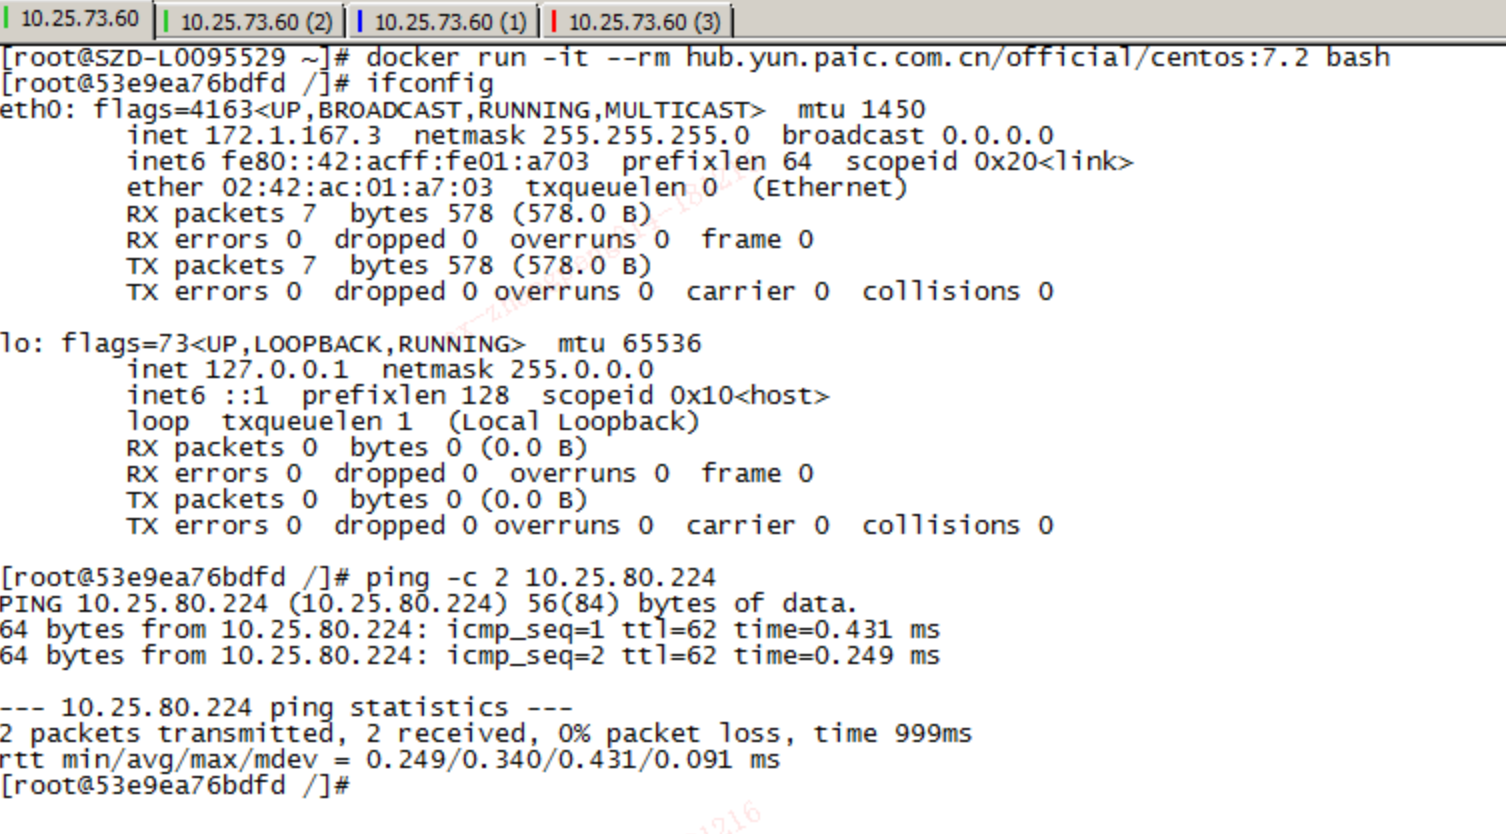 10.25.73.60 10.25.73.60 (2) 10.25.73.60 (1) 10.25.73.60 (3)
[root@SZD-L0095529 ~]# docker run -it --rm hub.yun.paic.com.cn/official/centos:7.2 bash
[root@53e9ea76bdfd /]# ifconfig
eth0: flags=4163<UP,BROADCAST,RUNNING,MULTICAST>  mtu 1450
        inet 172.1.167.3  netmask 255.255.255.0  broadcast 0.0.0.0
        inet6 fe80::42:acff:fe01:a703  prefixlen 64  scopeid 0x20<link>
        ether 02:42:ac:01:a7:03  txqueuelen 0  (Ethernet)
        RX packets 7  bytes 578 (578.0 B)
        RX errors 0  dropped 0  overruns 0  frame 0
        TX packets 7  bytes 578 (578.0 B)
        TX errors 0  dropped 0 overruns 0  carrier 0  collisions 0
lo: flags=73<UP,LOOPBACK,RUNNING>  mtu 65536
        inet 127.0.0.1  netmask 255.0.0.0
        inet6 ::1  prefixlen 128  scopeid 0x10<host>
        loop  txqueuelen 1  (Local Loopback)
        RX packets 0  bytes 0 (0.0 B)
        RX errors 0  dropped 0  overruns 0  frame 0
        TX packets 0  bytes 0 (0.0 B)
        TX errors 0  dropped 0 overruns 0  carrier 0  collisions 0
[root@53e9ea76bdfd /]# ping -c 2 10.25.80.224
PING 10.25.80.224 (10.25.80.224) 56(84) bytes of data.
64 bytes from 10.25.80.224: icmp_seq=1 ttl=62 time=0.431 ms
64 bytes from 10.25.80.224: icmp_seq=2 ttl=62 time=0.249 ms
--- 10.25.80.224 ping statistics ---
2 packets transmitted, 2 received, 0% packet loss, time 999ms
rtt min/avg/max/mdev = 0.249/0.340/0.431/0.091 ms
[root@53e9ea76bdfd /]#